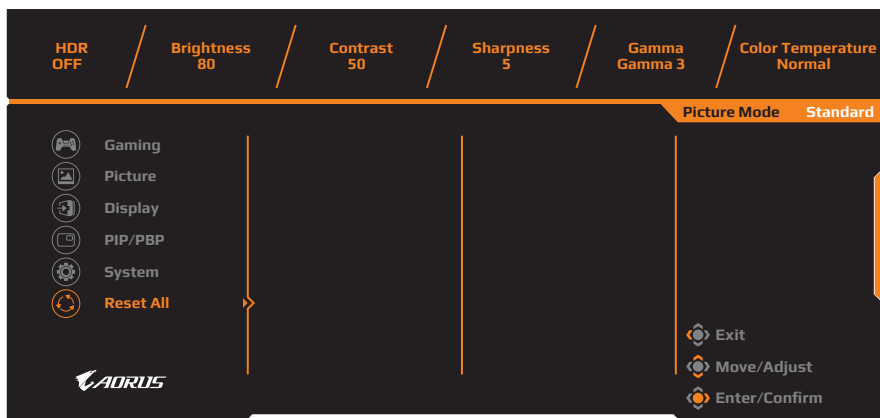 HDR
OFF
Brightness
80
Contrast
50
Sharpness
5
Gamma
Gamma 3
Color Temperature
Normal
Picture Mode Standard
Gaming
Picture
Display
PIP/PBP
System
Reset All
Exit
Move/Adjust
Enter/Confirm
AORUS